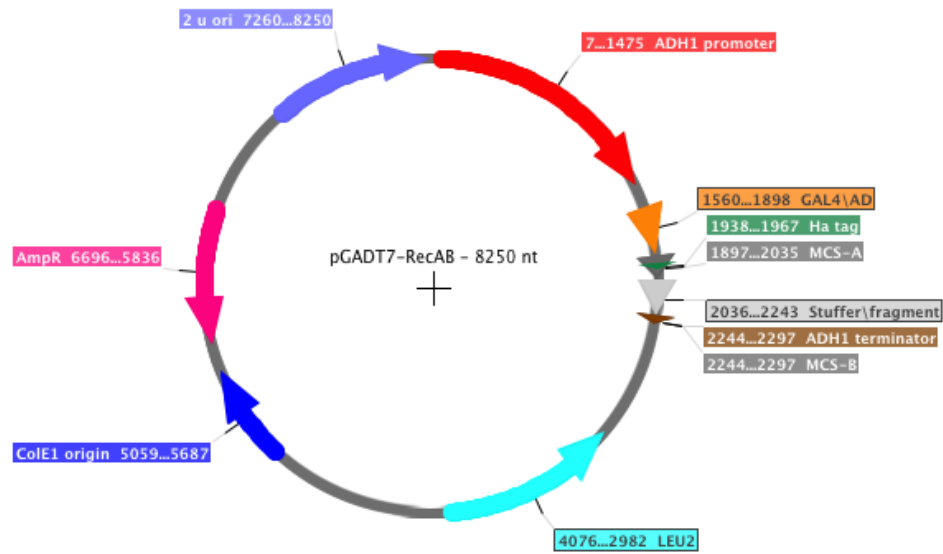 2 u ori 7260...8250
7...1475 ADH1 promoter
1560...1898 GAL4\AD
1938...1967 Ha tag
1897...2035 MCS-A
AmpR 6696...5836
pGADT7-RecAB - 8250 nt
2036...2243 Stuffer\fragment
2244...2297 ADH1 terminator
2244...2297 MCS-B
ColE1 origin 5059...5687
4076...2982 LEU2